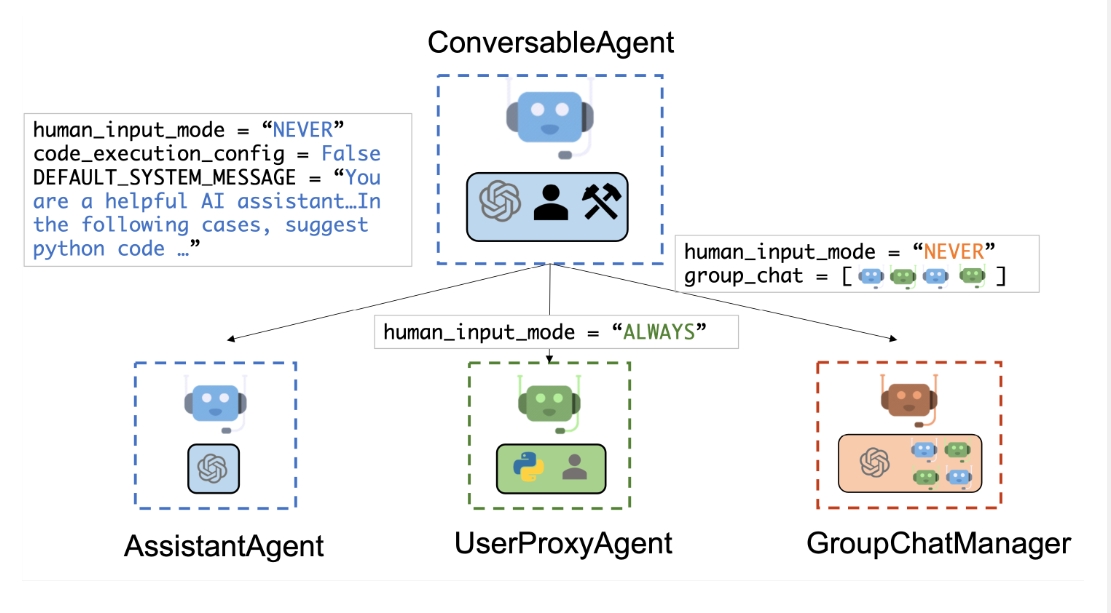 ConversableAgent
human_input_mode = “NEVER”
code_execution_config = False
DEFAULT_SYSTEM_MESSAGE = “You
are a helpful AI assistant…In
the following cases, suggest
python code …”
human_input_mode = “NEVER”
group_chat = [ ]
human_input_mode = “ALWAYS”
AssistantAgent
UserProxyAgent
GroupChatManager